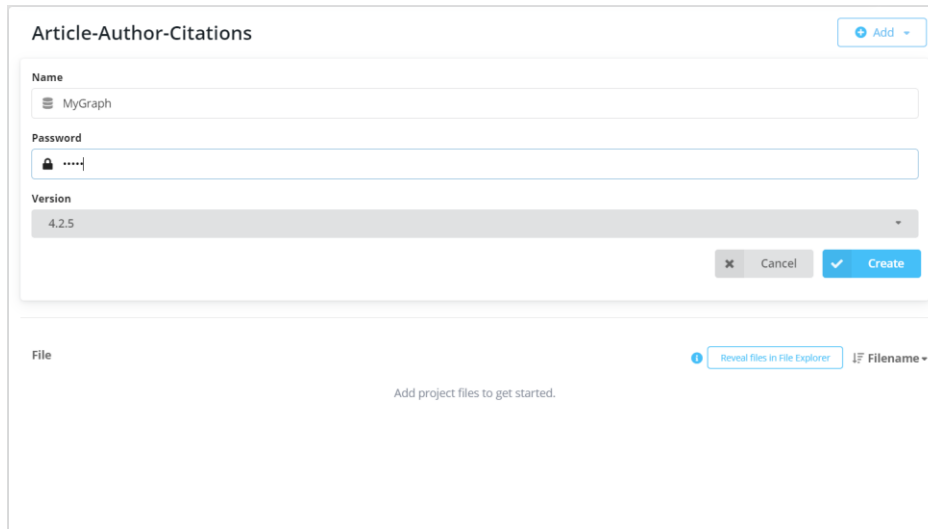 Article-Author-Citations
Add
Name
MyGraph
Password
•••••
Version
4.2.5
Cancel
Create
File
Reveal files in File Explorer
Filename
Add project files to get started.